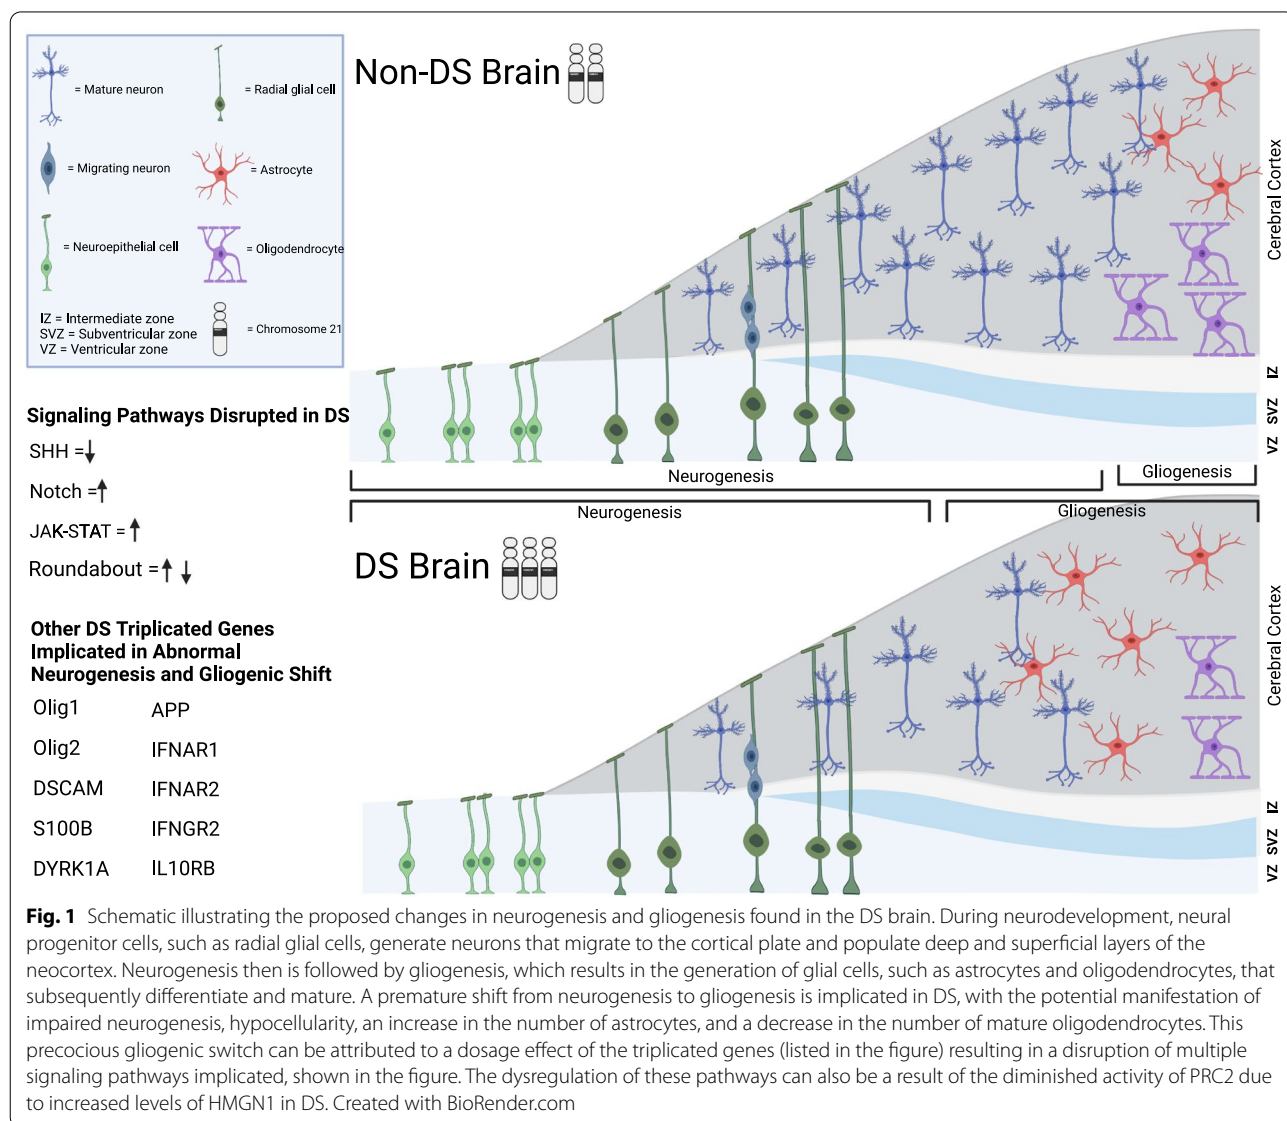 = Mature neuron
= Radial glial cell
= Migrating neuron
= Astrocyte
= Neuroepithelial cell
= Oligodendrocyte
IZ = Intermediate zone
SVZ = Subventricular zone
VZ = Ventricular zone
= Chromosome 21
Non-DS Brain
Cerebral Cortex
IZ
SVZ
VZ
Neurogenesis
Gliogenesis
Signaling Pathways Disrupted in DS
SHH =↓
Notch =↑
JAK-STAT = ↑
Roundabout =↑ ↓
Other DS Triplicated Genes
Implicated in Abnormal
Neurogenesis and Gliogenic Shift
Olig1 APP
Olig2 IFNAR1
DSCAM IFNAR2
S100B IFNGR2
DYRK1A IL10RB
Neurogenesis
Gliogenesis
DS Brain
Cerebral Cortex
IZ
SVZ
VZ
Fig. 1 Schematic illustrating the proposed changes in neurogenesis and gliogenesis found in the DS brain. During neurodevelopment, neural
progenitor cells, such as radial glial cells, generate neurons that migrate to the cortical plate and populate deep and superficial layers of the
neocortex. Neurogenesis then is followed by gliogenesis, which results in the generation of glial cells, such as astrocytes and oligodendrocytes, that
subsequently differentiate and mature. A premature shift from neurogenesis to gliogenesis is implicated in DS, with the potential manifestation of
impaired neurogenesis, hypocellularity, an increase in the number of astrocytes, and a decrease in the number of mature oligodendrocytes. This
precocious gliogenic switch can be attributed to a dosage effect of the triplicated genes (listed in the figure) resulting in a disruption of multiple
signaling pathways implicated, shown in the figure. The dysregulation of these pathways can also be a result of the diminished activity of PRC2 due
to increased levels of HMGN1 in DS. Created with BioRender.com